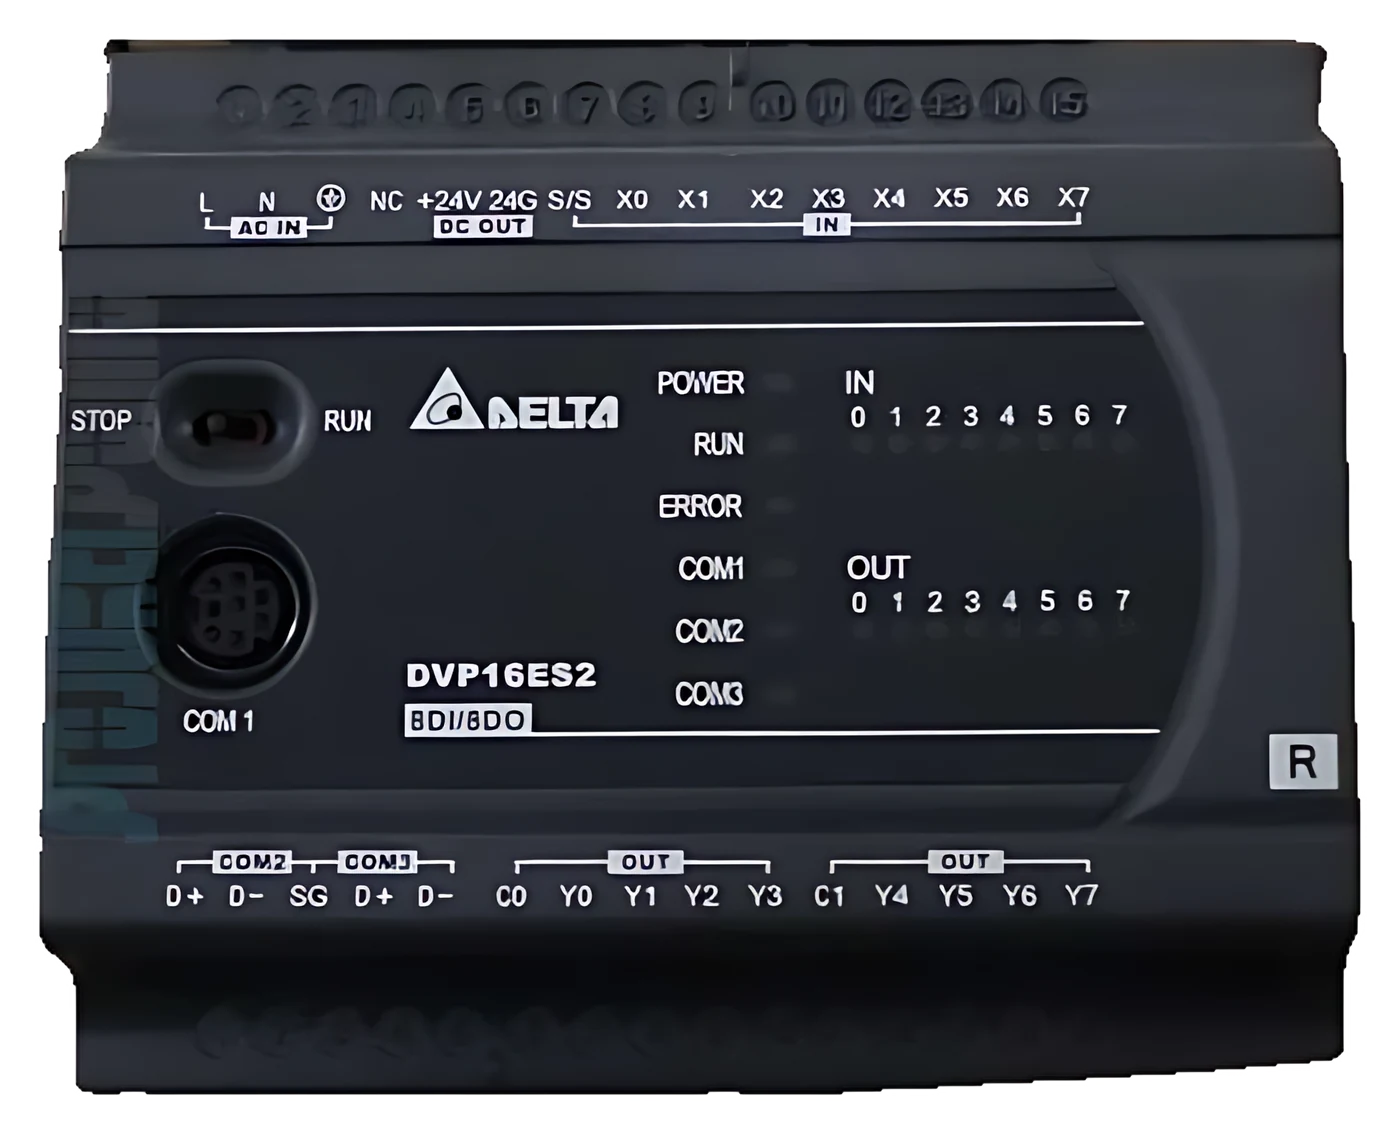 1 2 3 4 5 6 7 8 9 10 11 12 13 14 15
L N NC +24V 24G S/S X0 X1 X2 X3 X4 X5 X6 X7
AC IN DC OUT IN
STOP RUN
DELTA
POWER
RUN
ERROR
COM1
COM2
COM3
IN
0 1 2 3 4 5 6 7
OUT
0 1 2 3 4 5 6 7
COM 1
DVP16ES2
8DI/8DO
R
COM2 COM3 OUT OUT
D+ D- SG D+ D- C0 Y0 Y1 Y2 Y3 C1 Y4 Y5 Y6 Y7